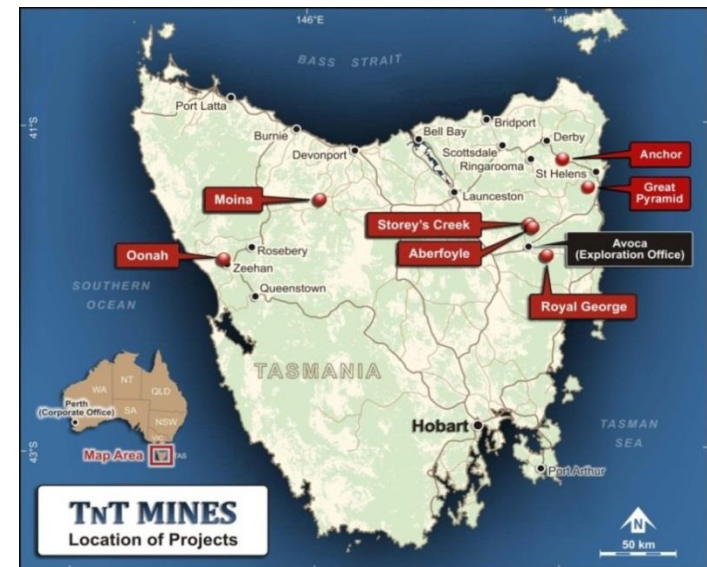 146°E
148°E
BASS STRAIT
Port Latta
41°S
41°S
Burnie
Devonport
Bell Bay
Bridport
Scottsdale
Derby
Ringarooma
St Helens
Anchor
Great
Pyramid
Moina
Launceston
Storey's Creek
Aberfoyle
Avoca
(Exploration Office)
Oonah
Rosebery
Zeehan
Royal George
SOUTHERN
OCEAN
Queenstown
TASMANIA
WA
NT
QLD
SA
NSW
Perth
(Corporate Office)
Map Area
TAS
Hobart
TASMAN
SEA
43°S
43°S
Port Arthur
TNT MINES
Location of Projects
N
50 km